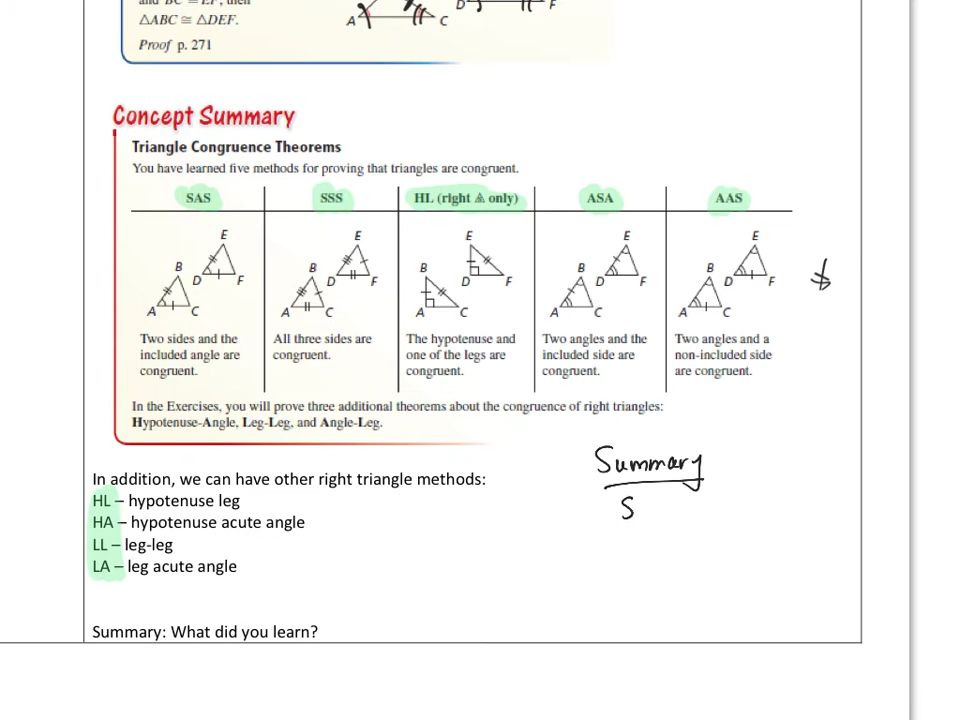 and BC ≅ EF, then
△ABC ≅ △DEF.
Proof p. 271
A C D F
Concept Summary
Triangle Congruence Theorems
You have learned five methods for proving that triangles are congruent.
SAS
SSS
HL (right △ only)
ASA
AAS
E
B
D F
A C
E
B
D F
A C
E
B
D F
A C
E
B
D F
A C
E
B
D F
A C
Two sides and the
included angle are
congruent.
All three sides are
congruent.
The hypotenuse and
one of the legs are
congruent.
Two angles and the
included side are
congruent.
Two angles and a
non-included side
are congruent.
In the Exercises, you will prove three additional theorems about the congruence of right triangles:
Hypotenuse-Angle, Leg-Leg, and Angle-Leg.
In addition, we can have other right triangle methods:
HL – hypotenuse leg
HA – hypotenuse acute angle
LL – leg-leg
LA – leg acute angle
Summary
S
Summary: What did you learn?